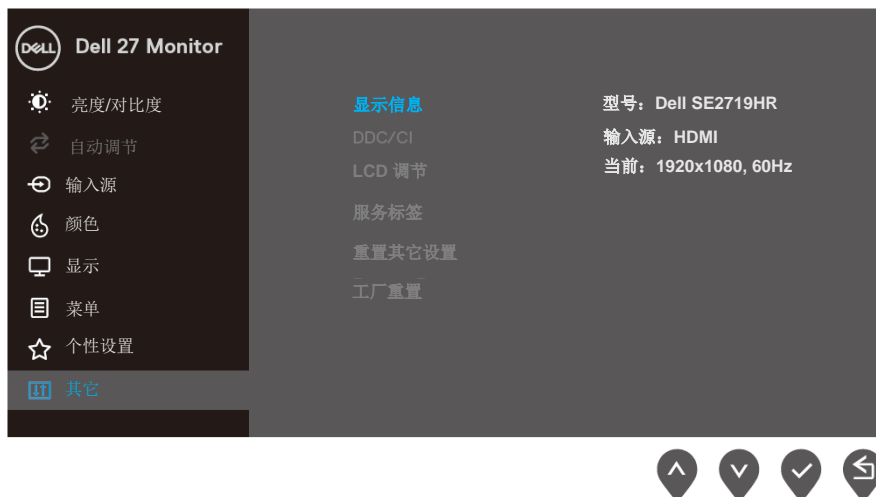 DELL Dell 27 Monitor
亮度/对比度
自动调节
输入源
颜色
显示
菜单
个性设置
其它
显示信息
DDC/CI
LCD 调节
服务标签
重置其它设置
工厂重置
型号：Dell SE2719HR
输入源：HDMI
当前：1920x1080, 60Hz